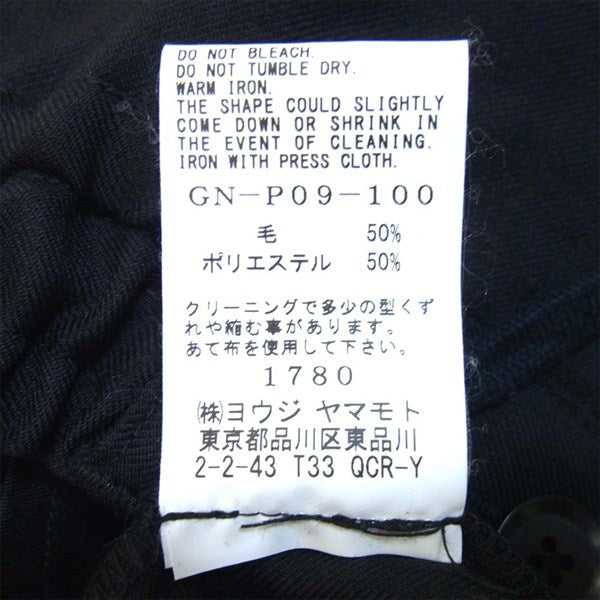 DO NOT BLEACH.
DO NOT TUMBLE DRY.
WARM IRON.
THE SHAPE COULD SLIGHTLY
COME DOWN OR SHRINK IN
THE EVENT OF CLEANING.
IRON WITH PRESS CLOTH.
GN-P09-100
毛 50%
ポリエステル 50%
クリーニングで多少の型くず
れや縮む事があります。
あて布を使用して下さい。
1780
㈱ヨウジ ヤマモト
東京都品川区東品川
2-2-43 T33 QCR-Y